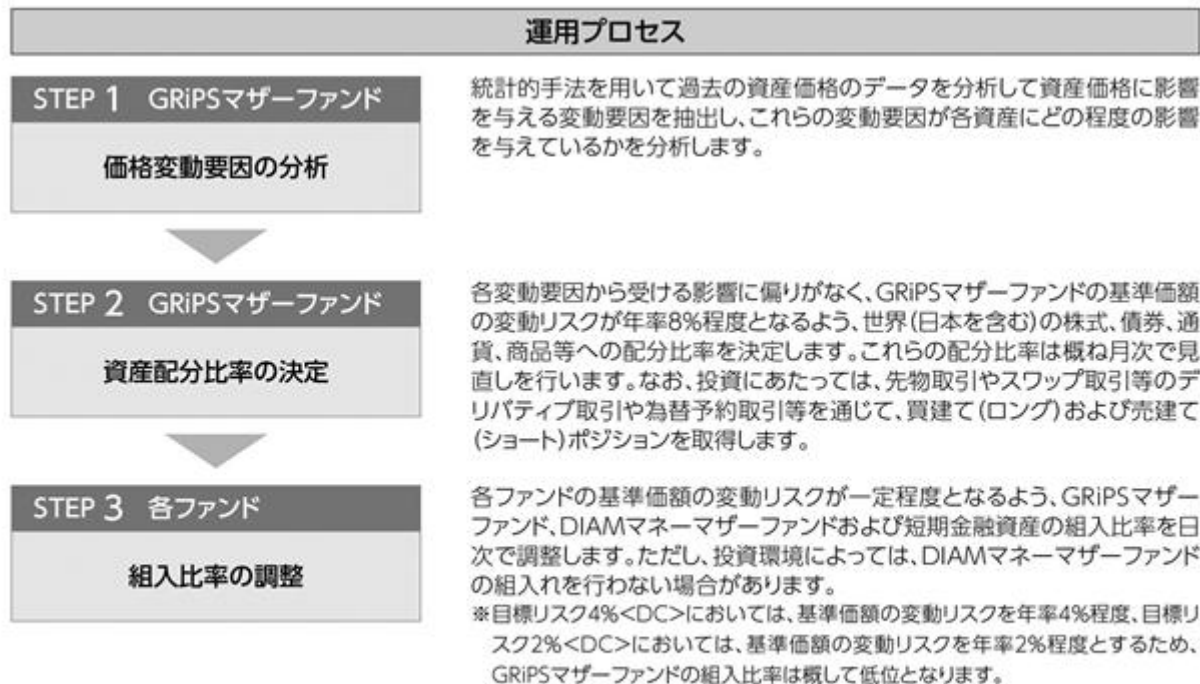 運用プロセス
STEP 1 GRiPSマザーファンド
価格変動要因の分析
統計的手法を用いて過去の資産価格のデータを分析して資産価格に影響
を与える変動要因を抽出し、これらの変動要因が各資産にどの程度の影響
を与えているかを分析します。
STEP 2 GRiPSマザーファンド
資産配分比率の決定
各変動要因から受ける影響に偏りがなく、GRiPSマザーファンドの基準価額
の変動リスクが年率8%程度となるよう、世界(日本を含む)の株式、債券、通
貨、商品等への配分比率を決定します。これらの配分比率は概ね月次で見
直しを行います。なお、投資にあたっては、先物取引やスワップ取引等のデ
リバティブ取引や為替予約取引等を通じて、買建て(ロング)および売建て
(ショート)ポジションを取得します。
STEP 3 各ファンド
組入比率の調整
各ファンドの基準価額の変動リスクが一定程度となるよう、GRiPSマザー
ファンド、DIAMマネーマザーファンドおよび短期金融資産の組入比率を日
次で調整します。ただし、投資環境によっては、DIAMマネーマザーファンド
の組入れを行わない場合があります。
※目標リスク4%<DC>においては、基準価額の変動リスクを年率4%程度、目標リ
スク2%<DC>においては、基準価額の変動リスクを年率2%程度とするため、
GRiPSマザーファンドの組入比率は概して低位となります。